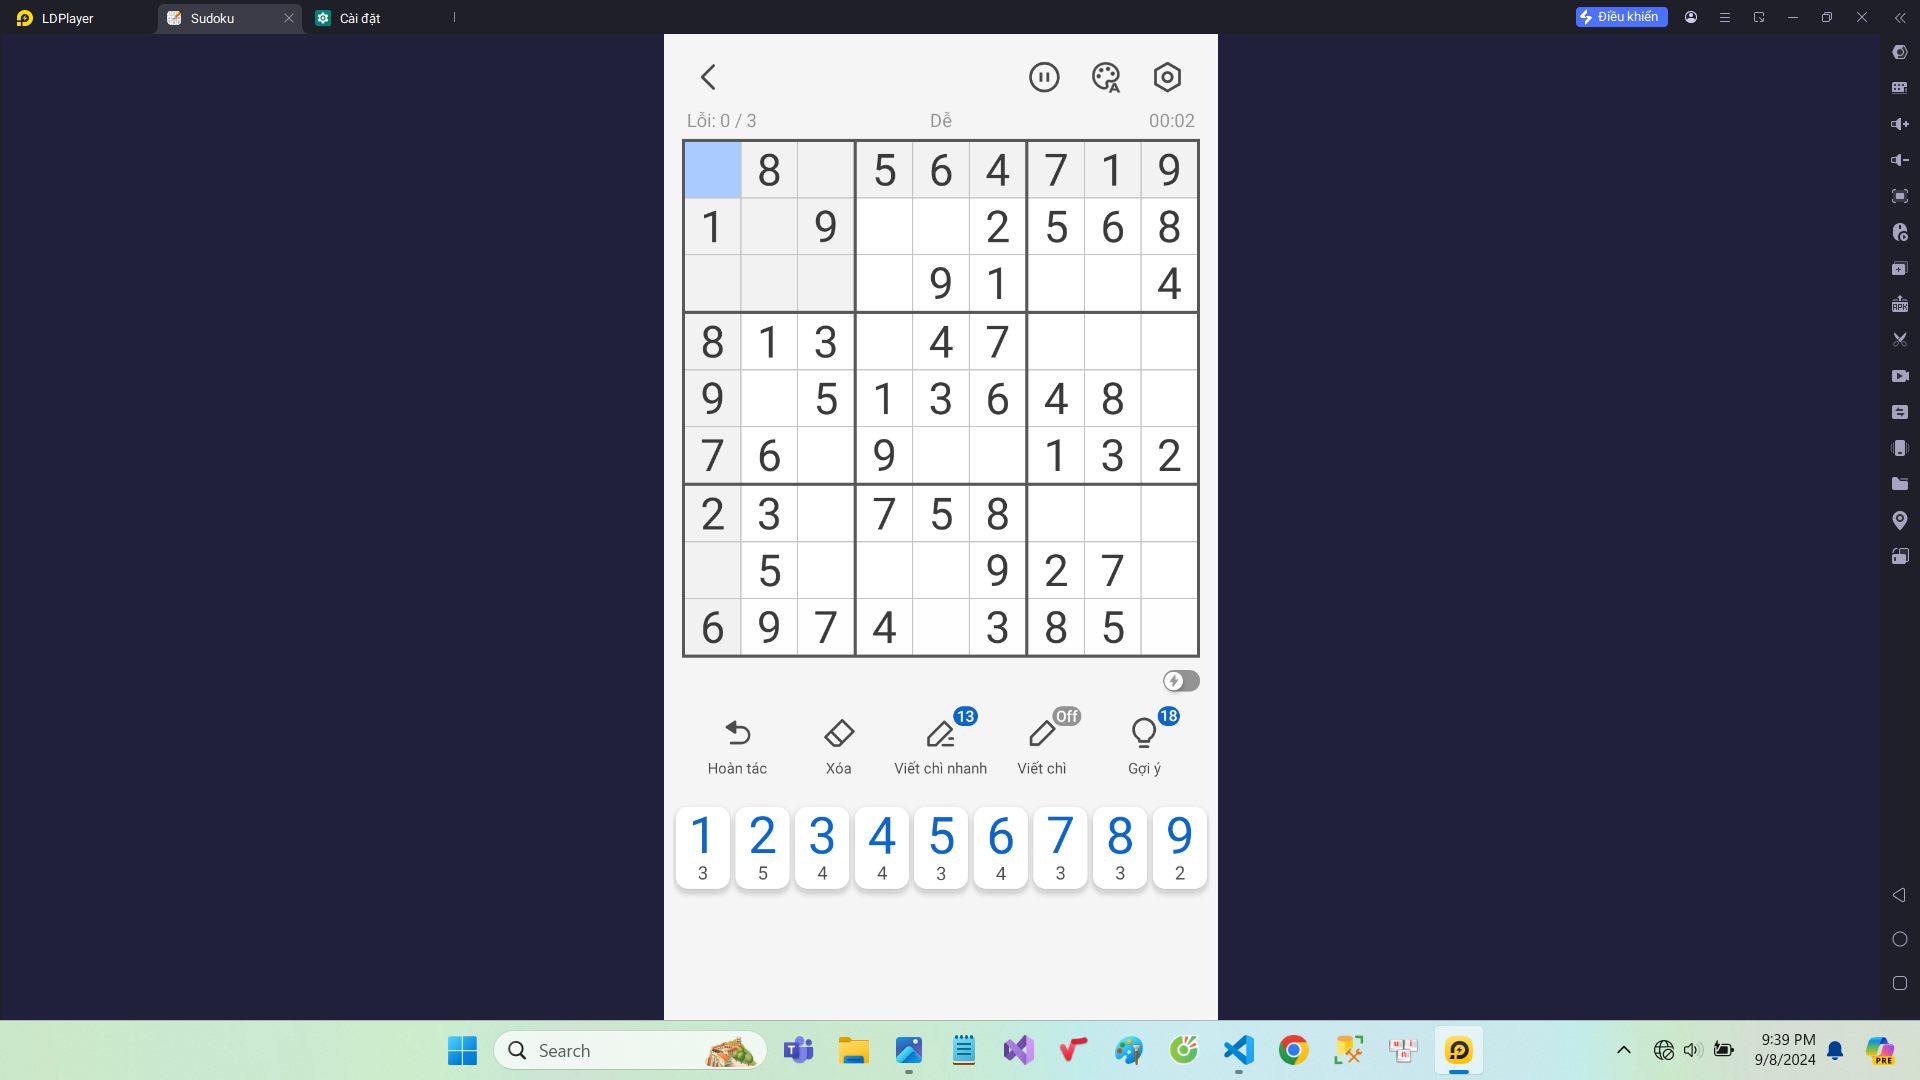 LDPlayer
Sudoku
Cài đặt
Điều khiển
Lỗi: 0 / 3
Dễ
00:02
8 5 6 4 7 1 9
1 9 2 5 6 8
9 1 4
8 1 3 4 7
9 5 1 3 6 4 8
7 6 9 1 3 2
2 3 7 5 8
5 9 2 7
6 9 7 4 3 8 5
13
Off
18
Hoàn tác
Xóa
Viết chì nhanh
Viết chì
Gợi ý
1 2 3 4 5 6 7 8 9
3 5 4 4 3 4 3 3 2
Search
9:39 PM
9/8/2024
PRE